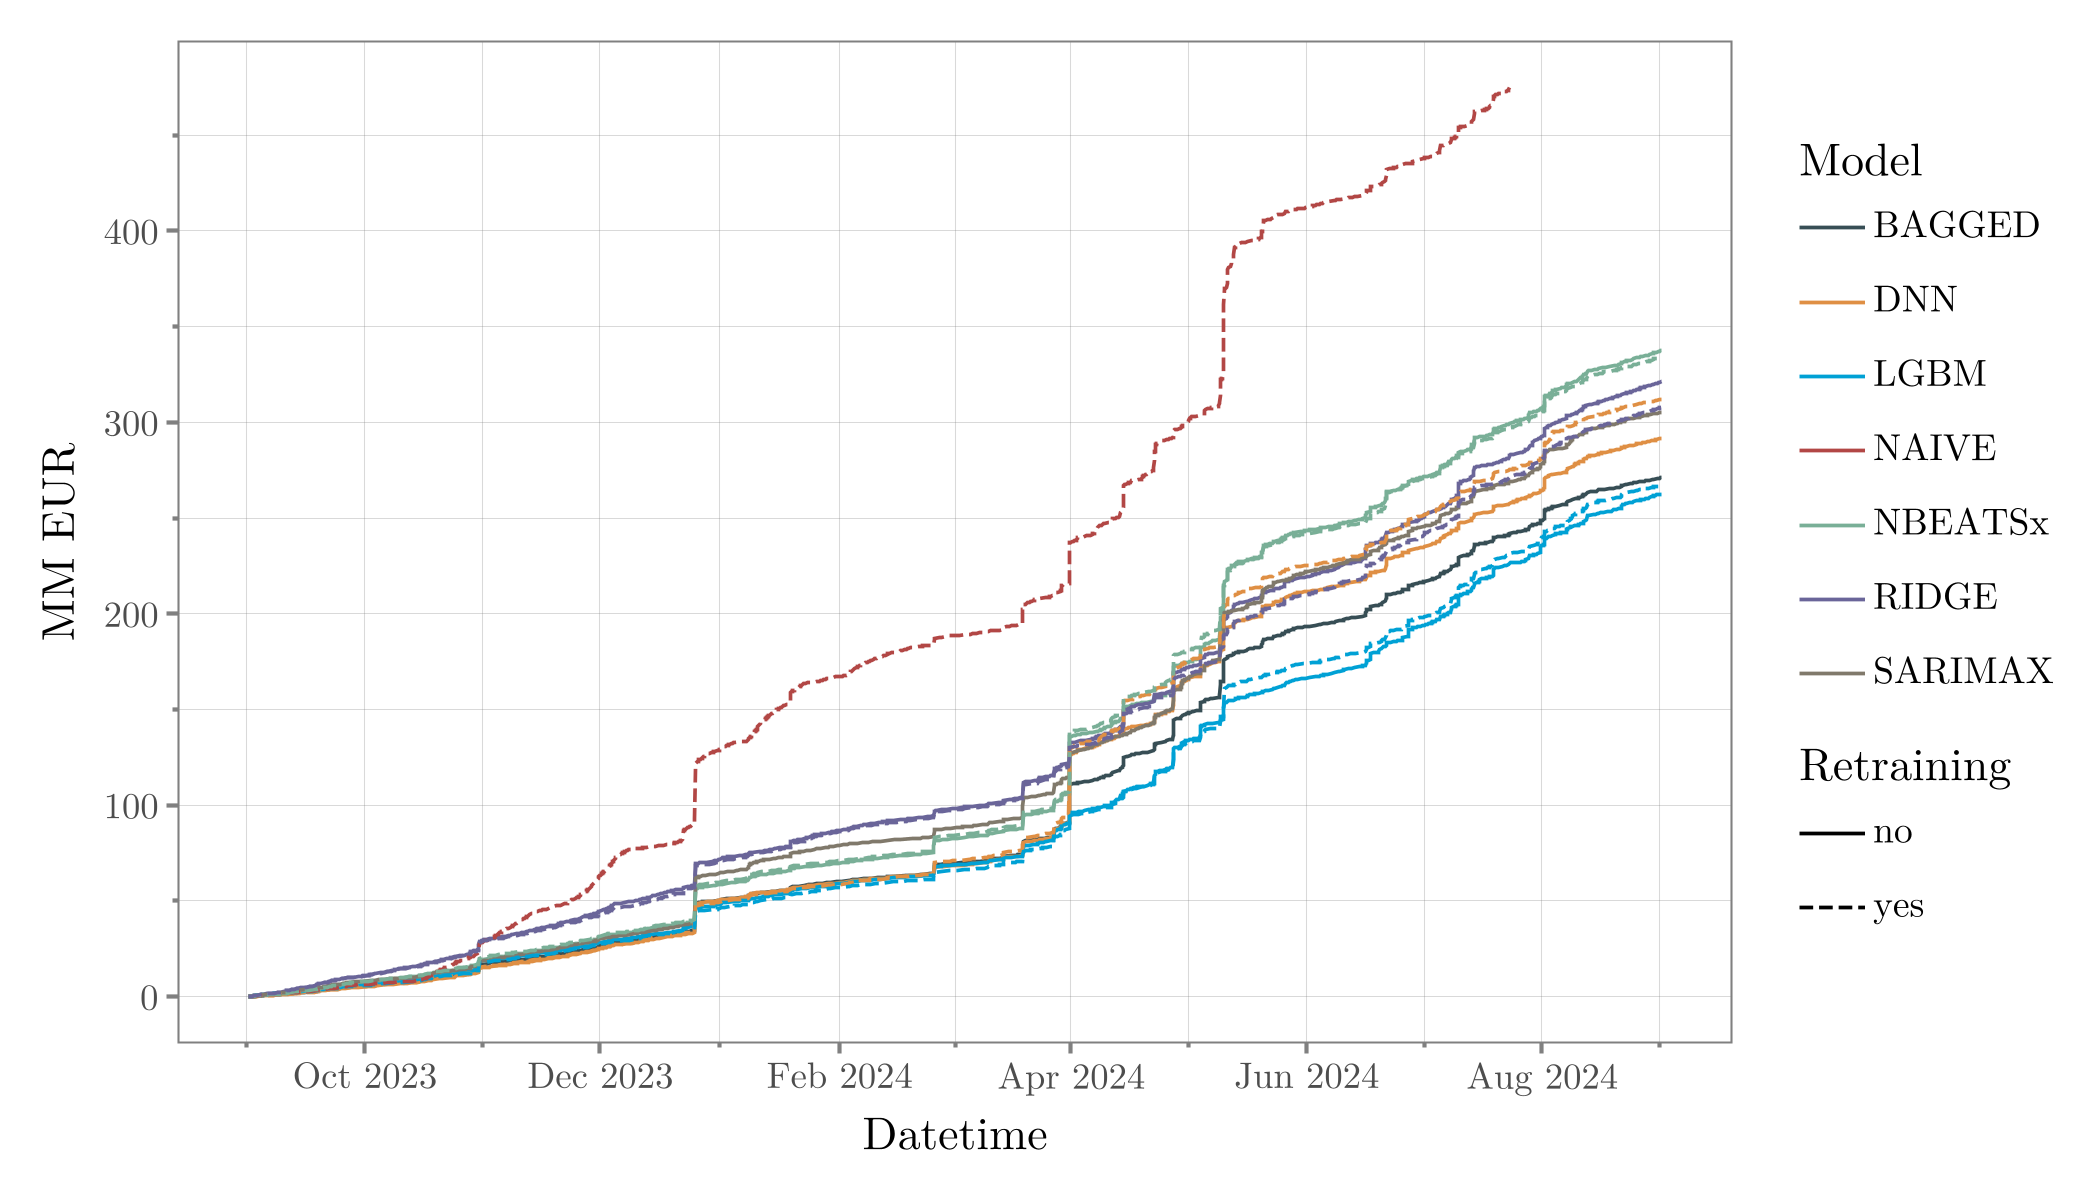 400
300
200
100
0
MM EUR
Oct 2023
Dec 2023
Feb 2024
Apr 2024
Jun 2024
Aug 2024
Datetime
Model
BAGGED
DNN
LGBM
NAIVE
NBEATSx
RIDGE
SARIMAX
Retraining
no
yes